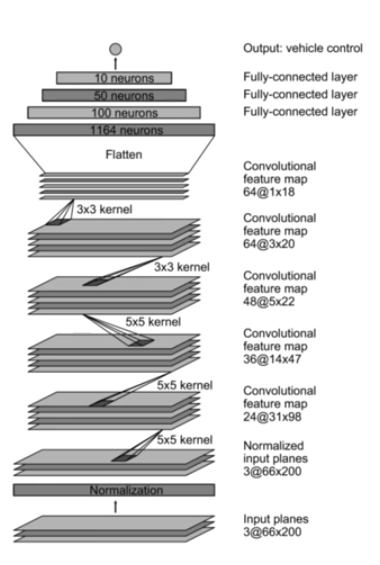 Output: vehicle control
10 neurons
Fully-connected layer
50 neurons
Fully-connected layer
100 neurons
Fully-connected layer
1164 neurons
Flatten
Convolutional
feature map
64@1x18
3x3 kernel
Convolutional
feature map
64@3x20
3x3 kernel
Convolutional
feature map
48@5x22
5x5 kernel
Convolutional
feature map
36@14x47
5x5 kernel
Convolutional
feature map
24@31x98
5x5 kernel
Normalized
input planes
3@66x200
Normalization
Input planes
3@66x200